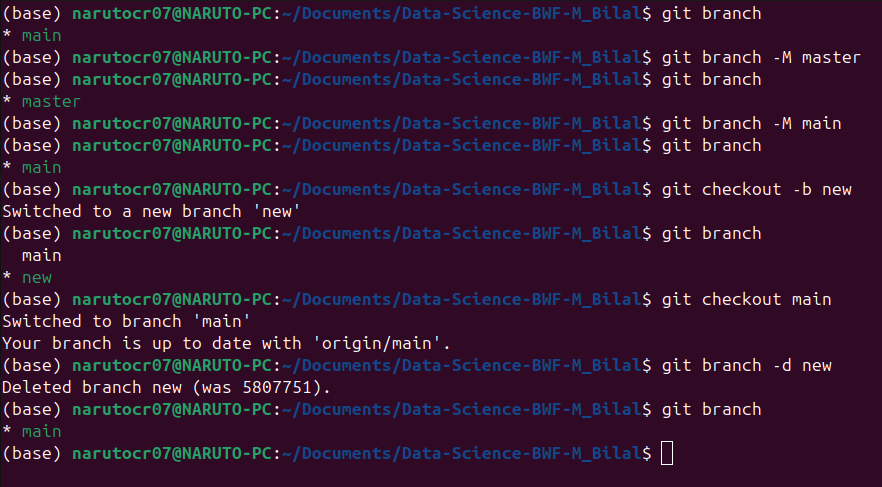 (base) narutocr07@NARUTO-PC:~/Documents/Data-Science-BWF-M_Bilal$ git branch
* main
(base) narutocr07@NARUTO-PC:~/Documents/Data-Science-BWF-M_Bilal$ git branch -M master
(base) narutocr07@NARUTO-PC:~/Documents/Data-Science-BWF-M_Bilal$ git branch
* master
(base) narutocr07@NARUTO-PC:~/Documents/Data-Science-BWF-M_Bilal$ git branch -M main
(base) narutocr07@NARUTO-PC:~/Documents/Data-Science-BWF-M_Bilal$ git branch
* main
(base) narutocr07@NARUTO-PC:~/Documents/Data-Science-BWF-M_Bilal$ git checkout -b new
Switched to a new branch 'new'
(base) narutocr07@NARUTO-PC:~/Documents/Data-Science-BWF-M_Bilal$ git branch
  main
* new
(base) narutocr07@NARUTO-PC:~/Documents/Data-Science-BWF-M_Bilal$ git checkout main
Switched to branch 'main'
Your branch is up to date with 'origin/main'.
(base) narutocr07@NARUTO-PC:~/Documents/Data-Science-BWF-M_Bilal$ git branch -d new
Deleted branch new (was 5807751).
(base) narutocr07@NARUTO-PC:~/Documents/Data-Science-BWF-M_Bilal$ git branch
* main
(base) narutocr07@NARUTO-PC:~/Documents/Data-Science-BWF-M_Bilal$